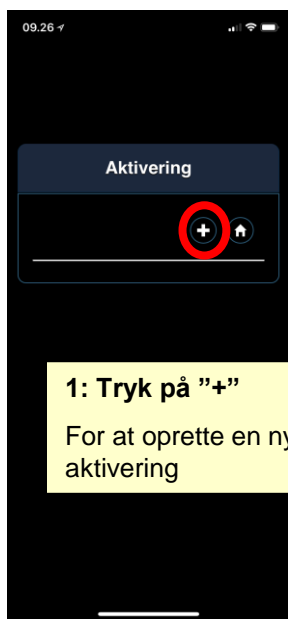 09.26
Aktivering
1: Tryk på ”+”
For at oprette en ny
aktivering